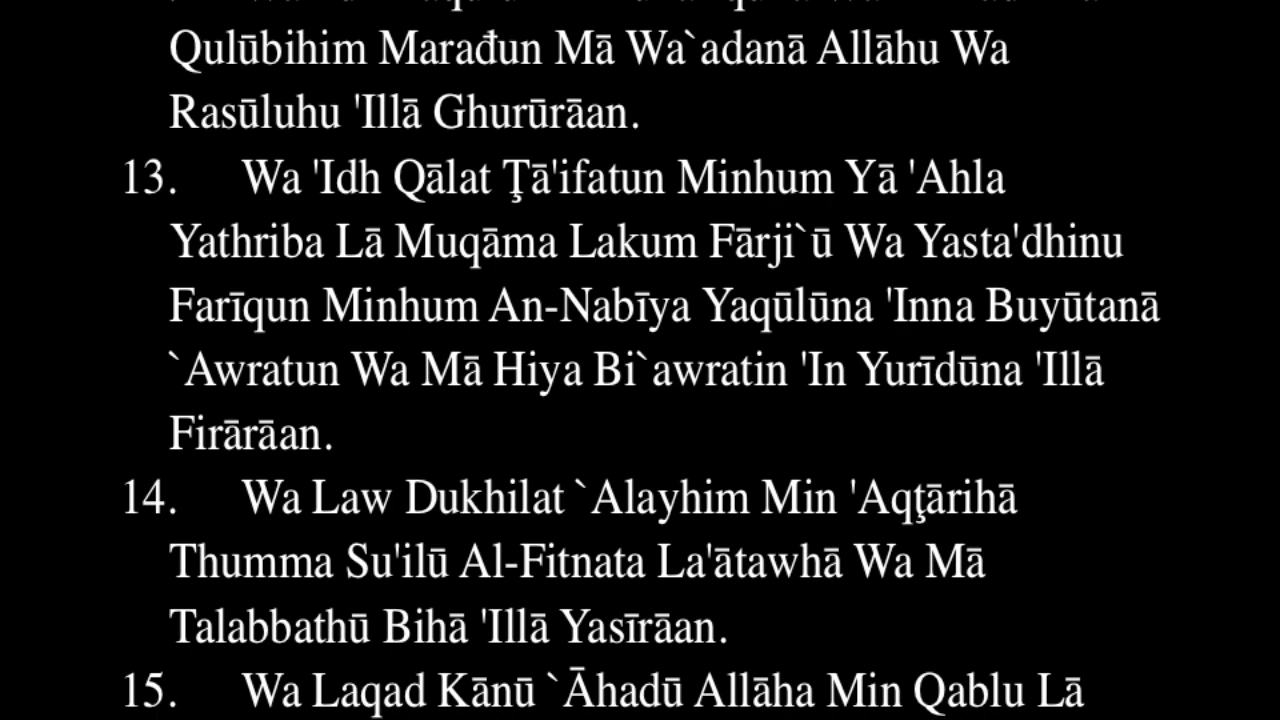 Qulūbihim Marađun Mā Wa`adanā Allāhu Wa
Rasūluhu 'Illā Ghurūrāan.
13. Wa 'Idh Qālat Ţā'ifatun Minhum Yā 'Ahla
Yathriba Lā Muqāma Lakum Fārji`ū Wa Yasta'dhinu
Farīqun Minhum An-Nabīya Yaqūlūna 'Inna Buyūtanā
`Awratun Wa Mā Hiya Bi`awratin 'In Yurīdūna 'Illā
Firārāan.
14. Wa Law Dukhilat `Alayhim Min 'Aqţārihā
Thumma Su'ilū Al-Fitnata La'ātawhā Wa Mā
Talabbathū Bihā 'Illā Yasīrāan.
15. Wa Laqad Kānū `Āhadū Allāha Min Qablu Lā